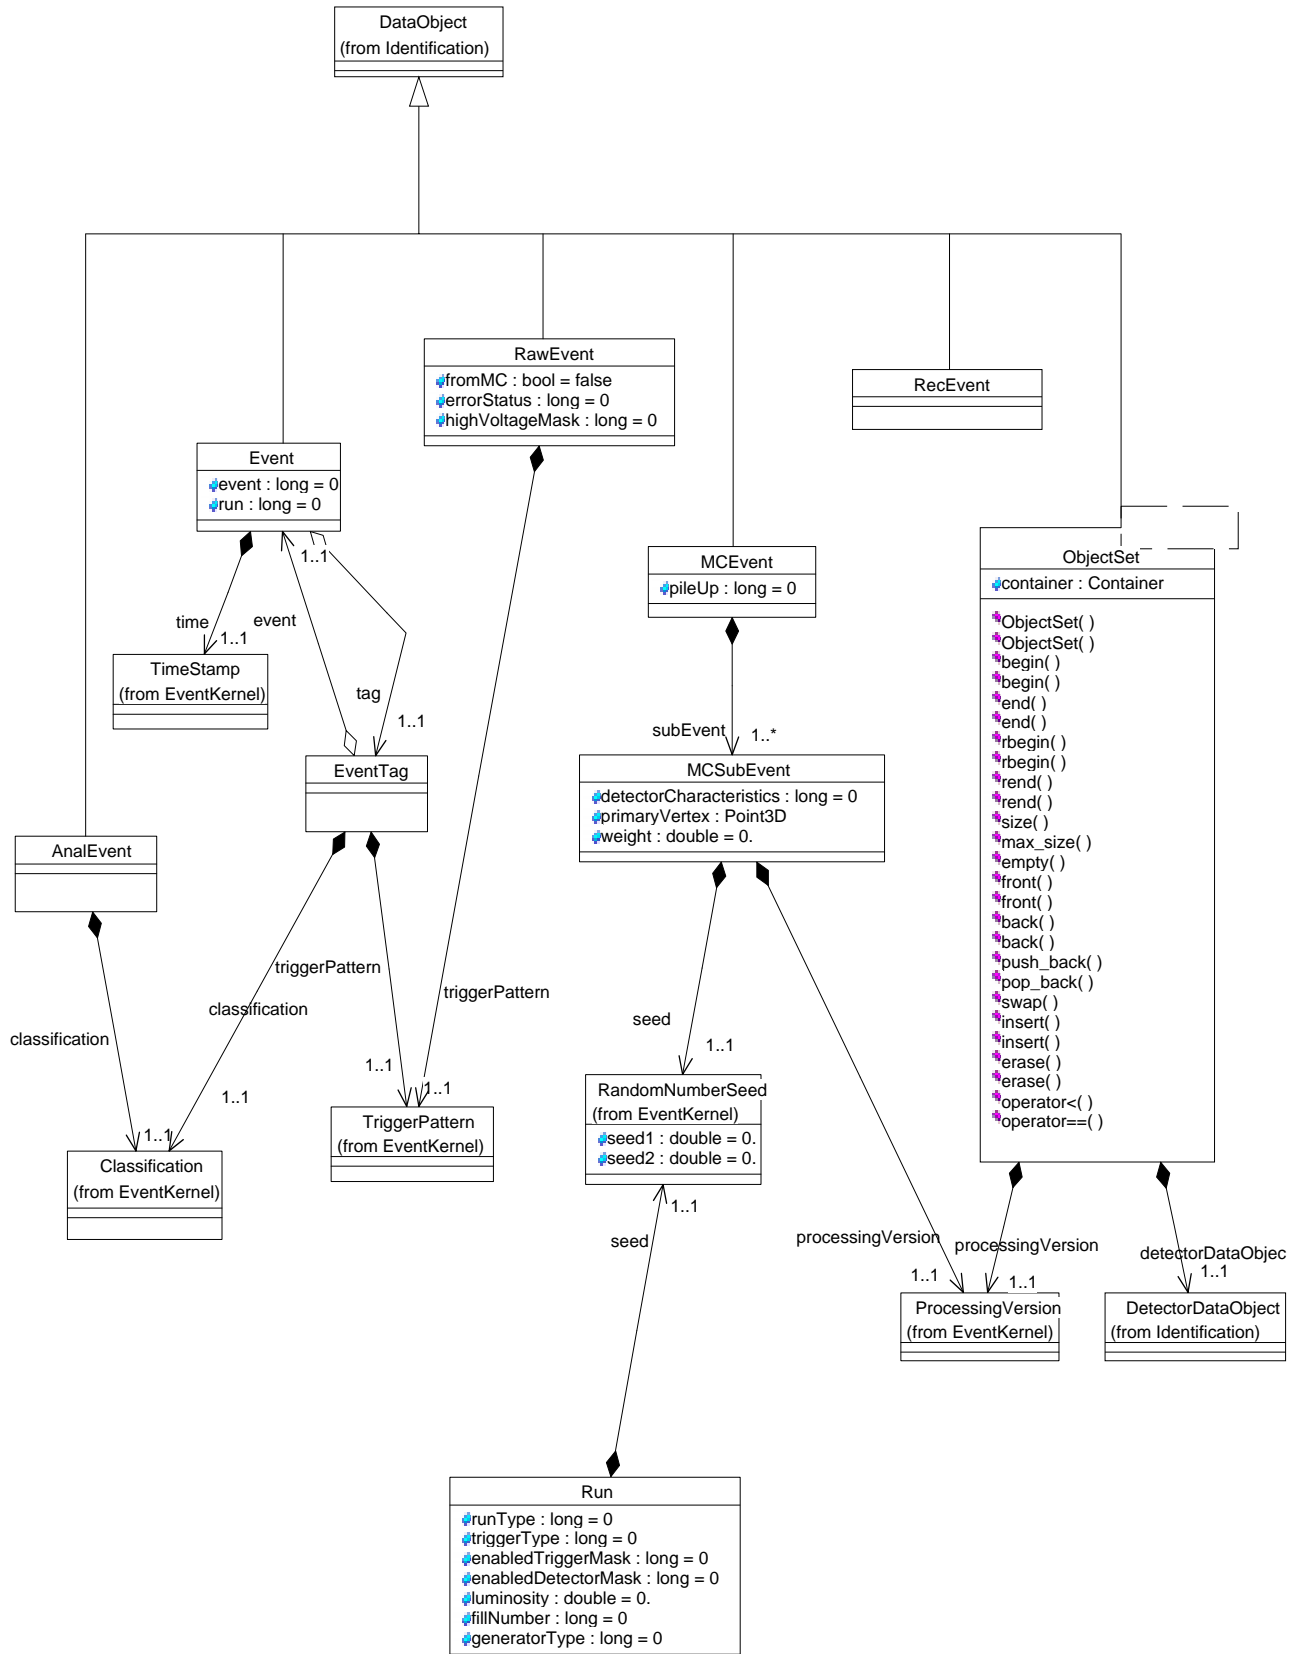 DataObject
(from Identification)
RawEvent
fromMC : bool = false
errorStatus : long = 0
highVoltageMask : long = 0
RecEvent
Event
event : long = 0
run : long = 0
1..1
time
event
1..1
TimeStamp
(from EventKernel)
tag
1..1
MCEvent
pileUp : long = 0
subEvent
1..*
ObjectSet
container : Container
ObjectSet( )
ObjectSet( )
begin( )
begin( )
end( )
end( )
rbegin( )
rbegin( )
rend( )
rend( )
size( )
max_size( )
empty( )
front( )
front( )
back( )
back( )
push_back( )
pop_back( )
swap( )
insert( )
insert( )
erase( )
erase( )
operator<( )
operator==( )
EventTag
MCSubEvent
detectorCharacteristics : long = 0
primaryVertex : Point3D
weight : double = 0.
AnalEvent
triggerPattern
classification
triggerPattern
classification
seed
1..1
1..1
1..1
1..1
1..1
RandomNumberSeed
(from EventKernel)
seed1 : double = 0.
seed2 : double = 0.
TriggerPattern
(from EventKernel)
Classification
(from EventKernel)
1..1
seed
processingVersion
processingVersion
detectorDataObjec
1..1
1..1
1..1
ProcessingVersion
(from EventKernel)
DetectorDataObject
(from Identification)
Run
runType : long = 0
triggerType : long = 0
enabledTriggerMask : long = 0
enabledDetectorMask : long = 0
luminosity : double = 0.
fillNumber : long = 0
generatorType : long = 0